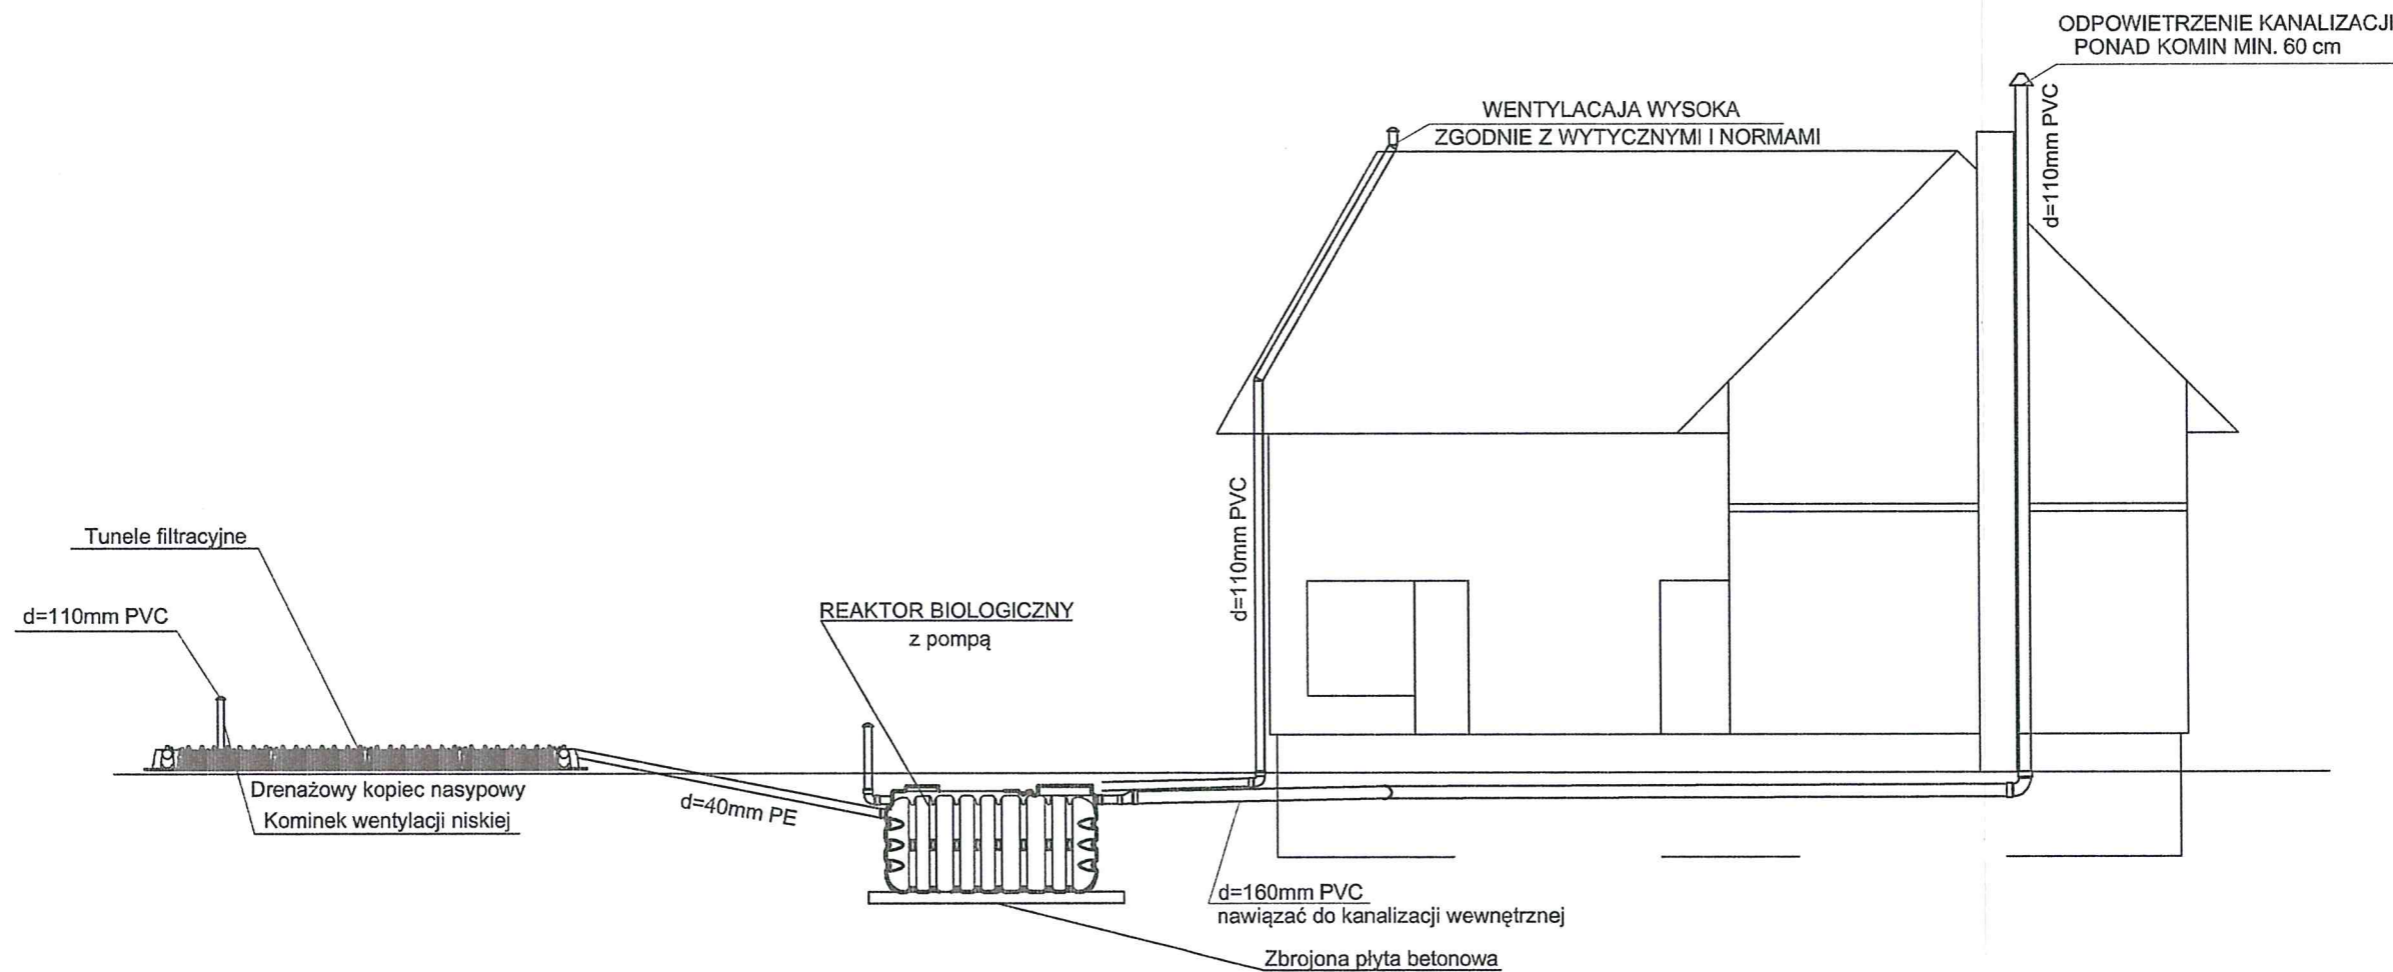 ODPOWIETRZENIE KANALIZACJI
PONAD KOMIN MIN. 60 cm
d=110mm PVC
WENTYLACAJA WYSOKA
ZGODNIE Z WYTYCZNYMI I NORMAMI
d=110mm PVC
Tunele filtracyjne
d=110mm PVC
REAKTOR BIOLOGICZNY
z pompą
Drenażowy kopiec nasypowy
Kominek wentylacji niskiej
d=40mm PE
d=160mm PVC
nawiązać do kanalizacji wewnętrznej
Zbrojona płyta betonowa